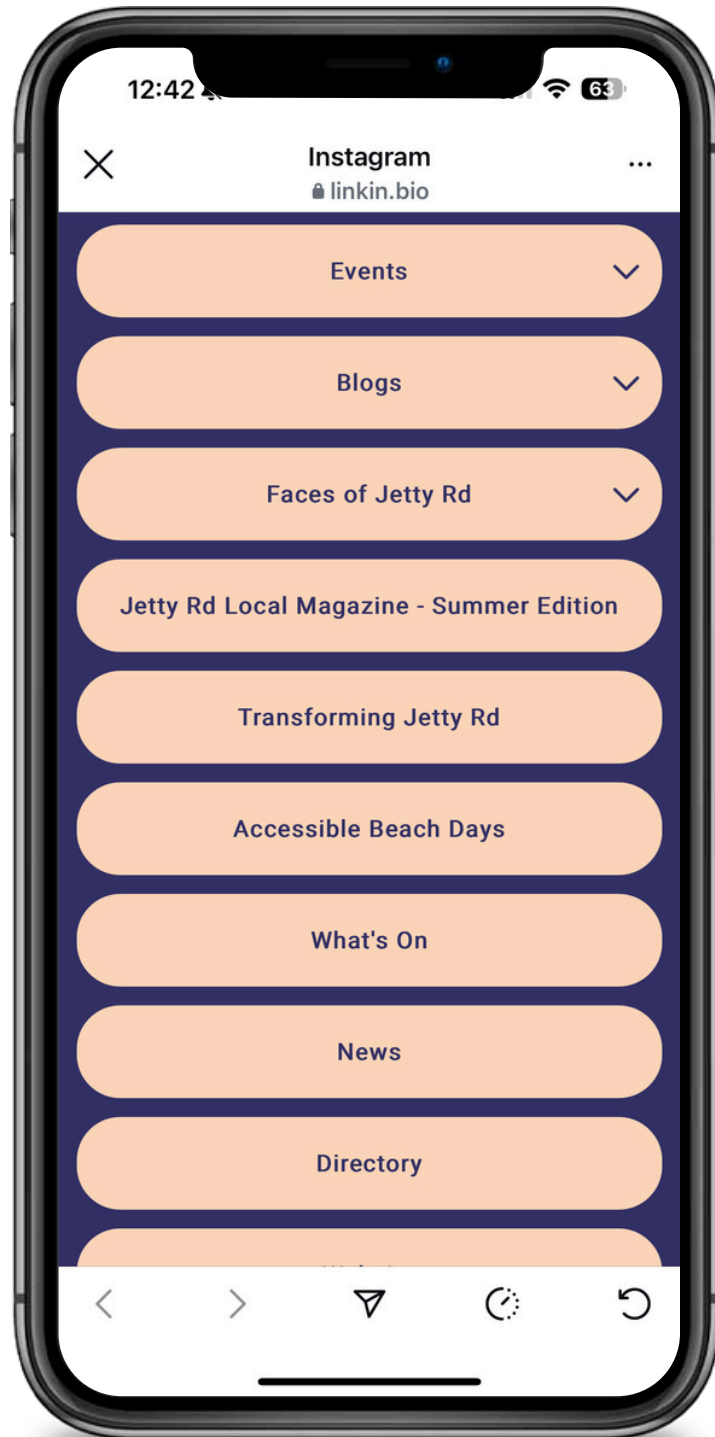 12:42
63
Instagram
linkin.bio
Events
Blogs
Faces of Jetty Rd
Jetty Rd Local Magazine - Summer Edition
Transforming Jetty Rd
Accessible Beach Days
What's On
News
Directory